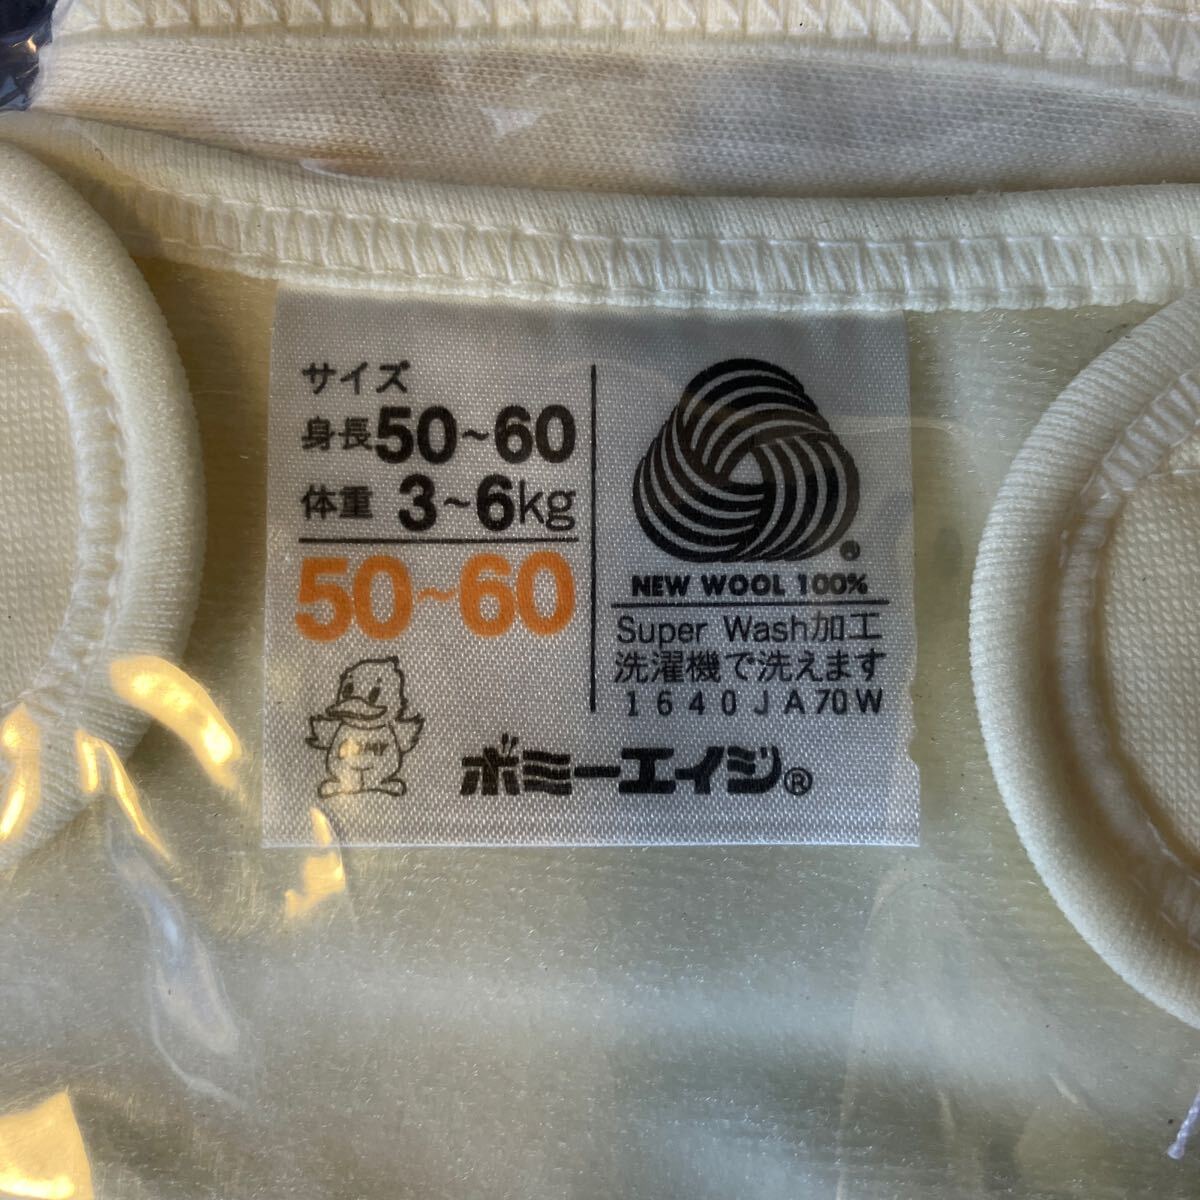 サイズ
身長50~60
体重 3~6kg
50~60
NEW WOOL 100%
Super Wash加工
洗濯機で洗えます
1640JA70W
ボミーエイジ®